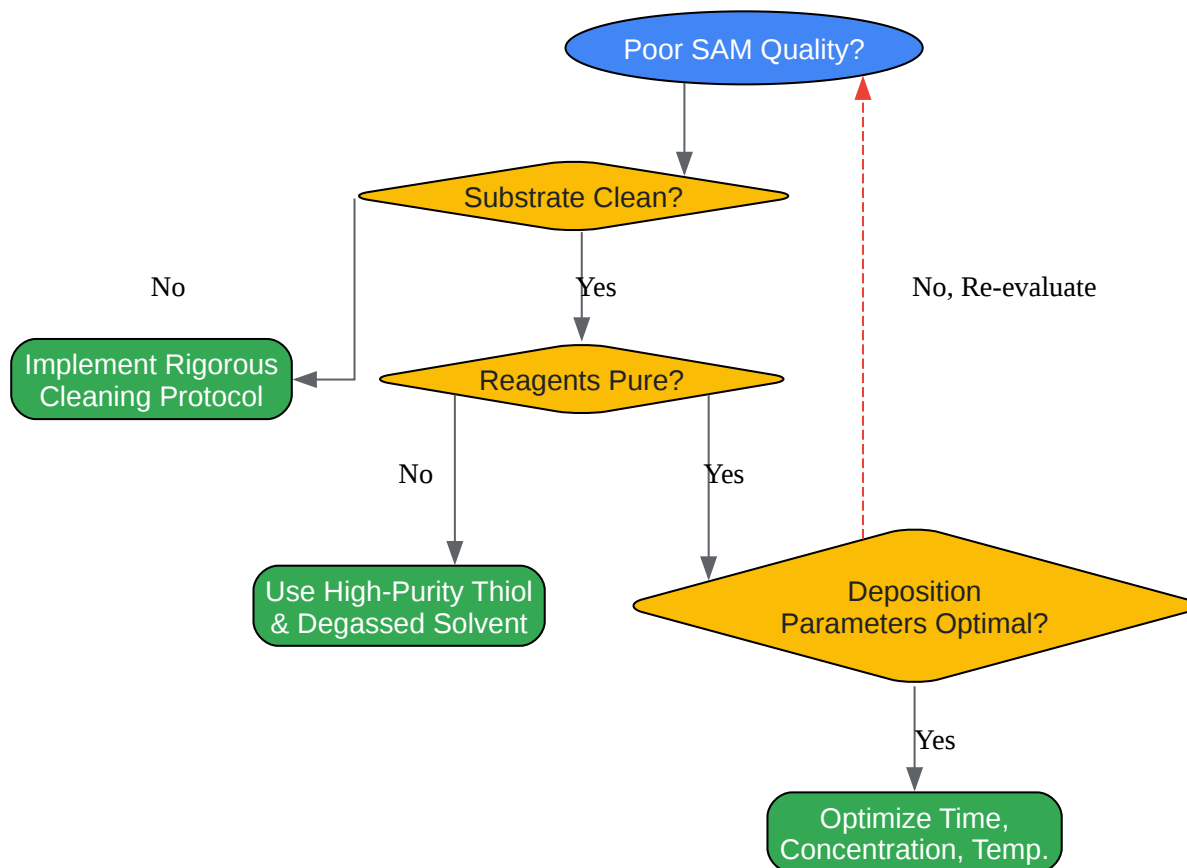 Poor SAM Quality?
Substrate Clean?
No
Yes
No, Re-evaluate
Implement Rigorous
Cleaning Protocol
Reagents Pure?
No
Yes
Use High-Purity Thiol
& Degassed Solvent
Deposition
Parameters Optimal?
Yes
Optimize Time,
Concentration, Temp.